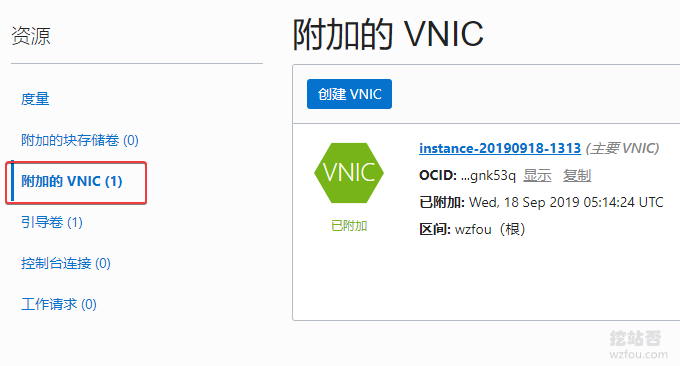 资源
度量
附加的块存储卷 (0)
附加的 VNIC (1)
引导卷 (1)
控制台连接 (0)
工作请求 (0)
附加的 VNIC
创建 VNIC
VNIC
已附加
instance-20190918-1313 (主要 VNIC)
OCID: ...gnk53q 显示 复制
已附加: Wed, 18 Sep 2019 05:14:24 UTC
区间: wzfou（根）
挖站否
wzfou.com